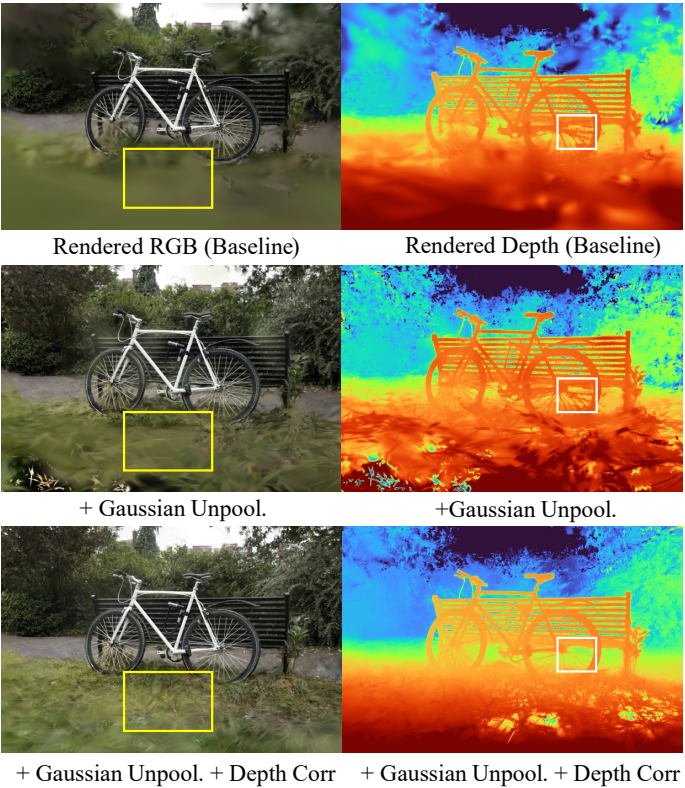 Rendered RGB (Baseline)
Rendered Depth (Baseline)
+ Gaussian Unpool.
+Gaussian Unpool.
+ Gaussian Unpool. + Depth Corr
+ Gaussian Unpool. + Depth Corr